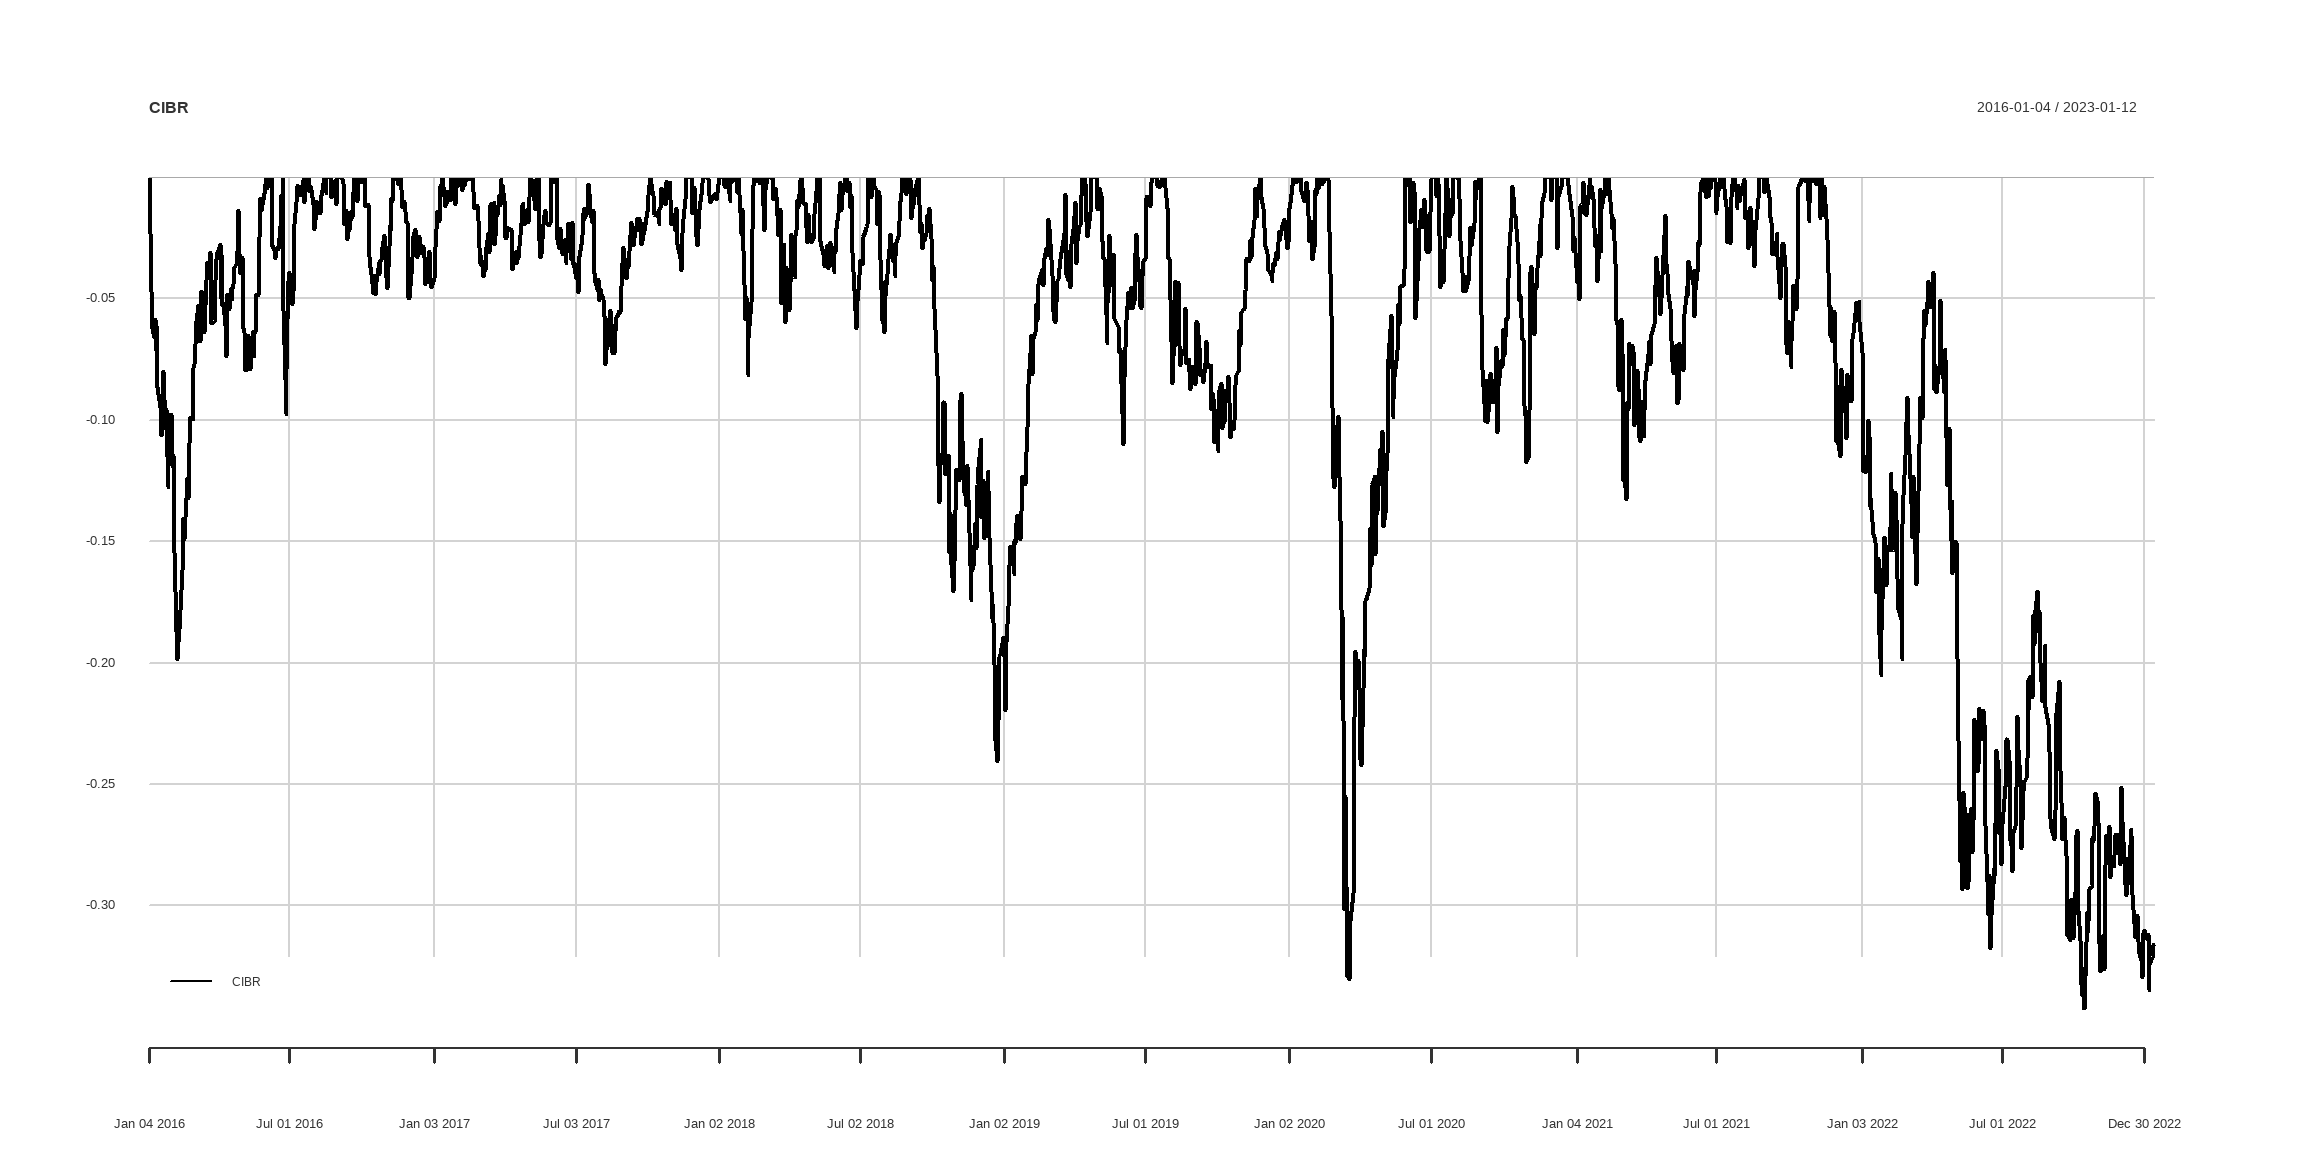 CIBR
2016-01-04 / 2023-01-12
-0.05
-0.10
-0.15
-0.20
-0.25
-0.30
CIBR
Jan 04 2016
Jul 01 2016
Jan 03 2017
Jul 03 2017
Jan 02 2018
Jul 02 2018
Jan 02 2019
Jul 01 2019
Jan 02 2020
Jul 01 2020
Jan 04 2021
Jul 01 2021
Jan 03 2022
Jul 01 2022
Dec 30 2022